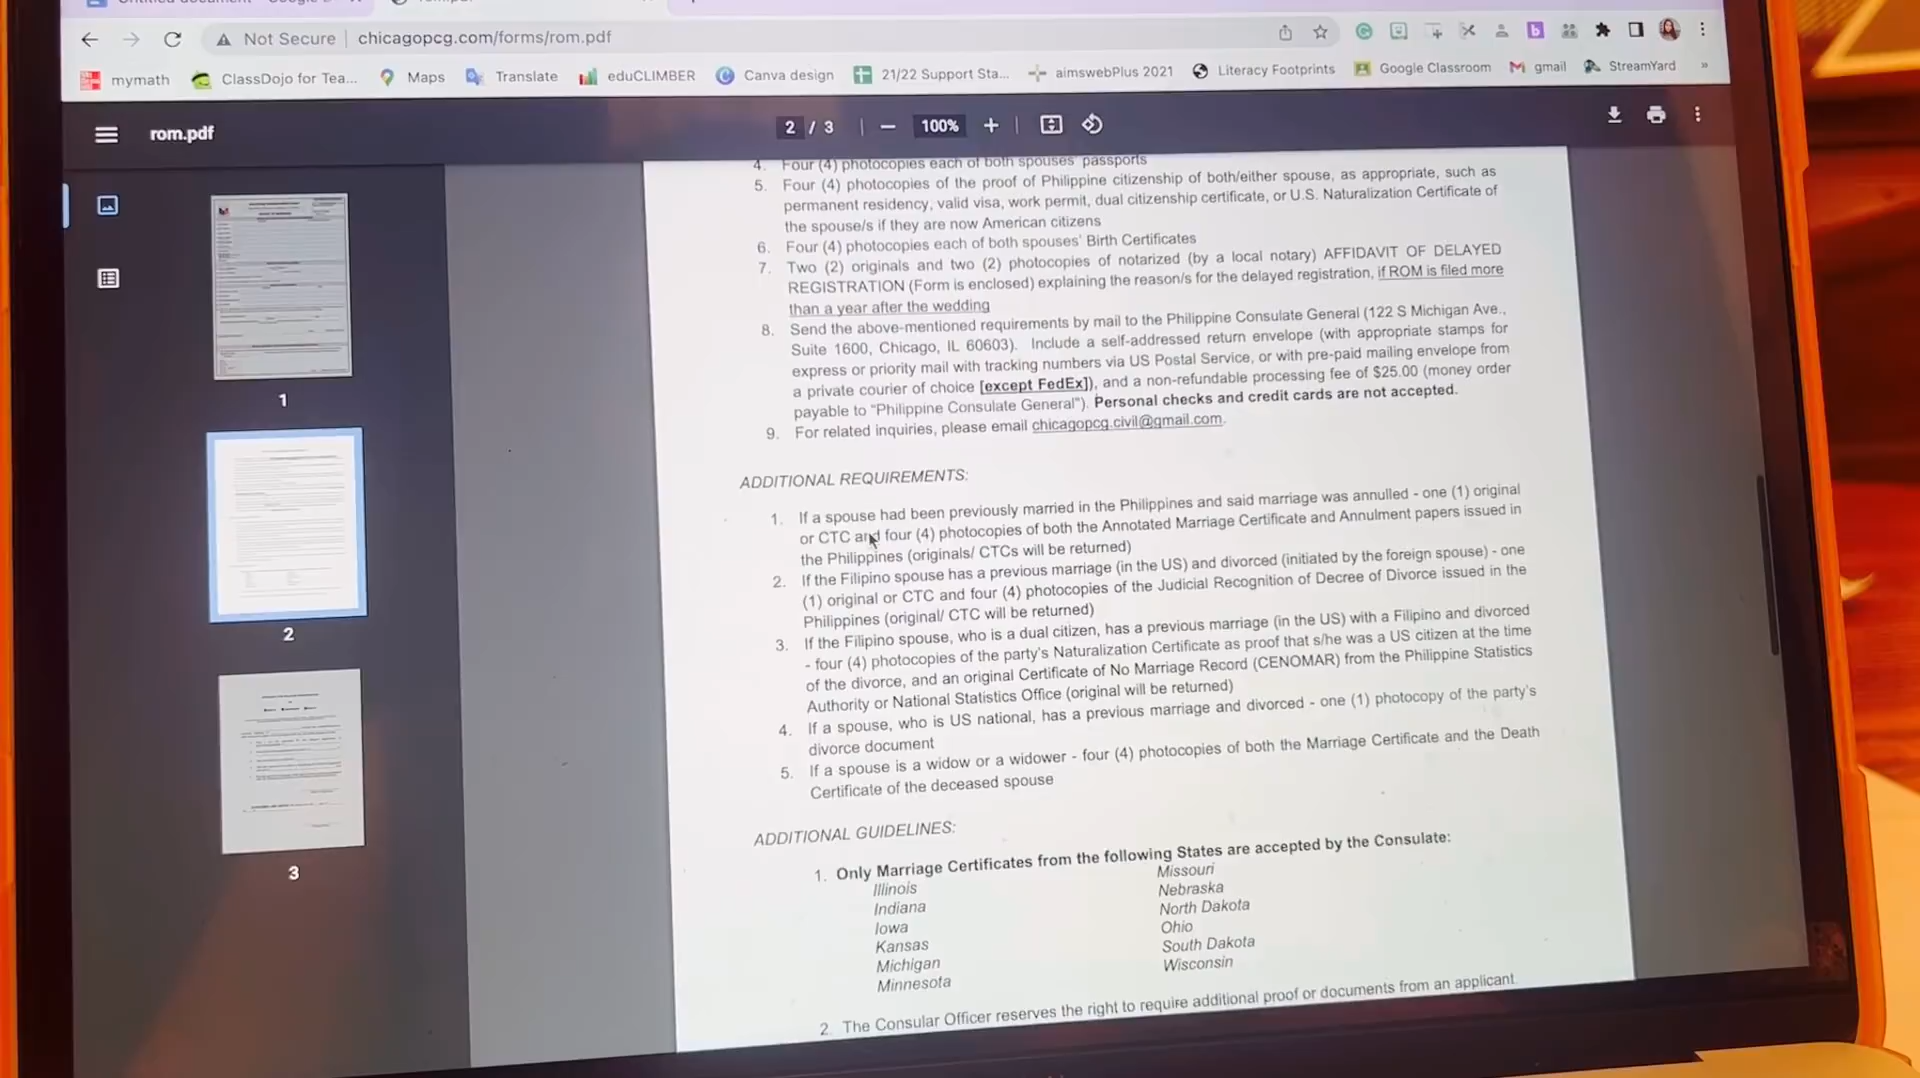 Not Secure | chicagopcg.com/forms/rom.pdf
mymath ClassDojo for Tea... Maps Translate eduCLIMBER Canva design 21/22 Support Sta... aimswebPlus 2021 Literacy Footprints Google Classroom gmail StreamYard »
rom.pdf 2 / 3 100%
1
2
3
4. Four (4) photocopies each of both spouses' passports
5. Four (4) photocopies of the proof of Philippine citizenship of both/either spouse, as appropriate, such as
permanent residency, valid visa, work permit, dual citizenship certificate, or U.S. Naturalization Certificate of
the spouse/s if they are now American citizens
6. Four (4) photocopies each of both spouses' Birth Certificates
7. Two (2) originals and two (2) photocopies of notarized (by a local notary) AFFIDAVIT OF DELAYED
REGISTRATION (Form is enclosed) explaining the reason/s for the delayed registration, if ROM is filed more
than a year after the wedding
8. Send the above-mentioned requirements by mail to the Philippine Consulate General (122 S Michigan Ave.,
Suite 1600, Chicago, IL 60603). Include a self-addressed return envelope (with appropriate stamps for
express or priority mail with tracking numbers via US Postal Service, or with pre-paid mailing envelope from
a private courier of choice [except FedEx]), and a non-refundable processing fee of $25.00 (money order
payable to "Philippine Consulate General"). Personal checks and credit cards are not accepted.
9. For related inquiries, please email chicagopcg.civil@gmail.com.
ADDITIONAL REQUIREMENTS:
1. If a spouse had been previously married in the Philippines and said marriage was annulled - one (1) original
or CTC and four (4) photocopies of both the Annotated Marriage Certificate and Annulment papers issued in
the Philippines (originals/ CTCs will be returned)
2. If the Filipino spouse has a previous marriage (in the US) and divorced (initiated by the foreign spouse) - one
(1) original or CTC and four (4) photocopies of the Judicial Recognition of Decree of Divorce issued in the
Philippines (original/ CTC will be returned)
3. If the Filipino spouse, who is a dual citizen, has a previous marriage (in the US) with a Filipino and divorced
- four (4) photocopies of the party's Naturalization Certificate as proof that s/he was a US citizen at the time
of the divorce, and an original Certificate of No Marriage Record (CENOMAR) from the Philippine Statistics
Authority or National Statistics Office (original will be returned)
4. If a spouse, who is US national, has a previous marriage and divorced - one (1) photocopy of the party's
divorce document
5. If a spouse is a widow or a widower - four (4) photocopies of both the Marriage Certificate and the Death
Certificate of the deceased spouse
ADDITIONAL GUIDELINES:
1. Only Marriage Certificates from the following States are accepted by the Consulate:
Illinois
Indiana
Iowa
Kansas
Michigan
Minnesota
Missouri
Nebraska
North Dakota
Ohio
South Dakota
Wisconsin
2. The Consular Officer reserves the right to require additional proof or documents from an applicant.